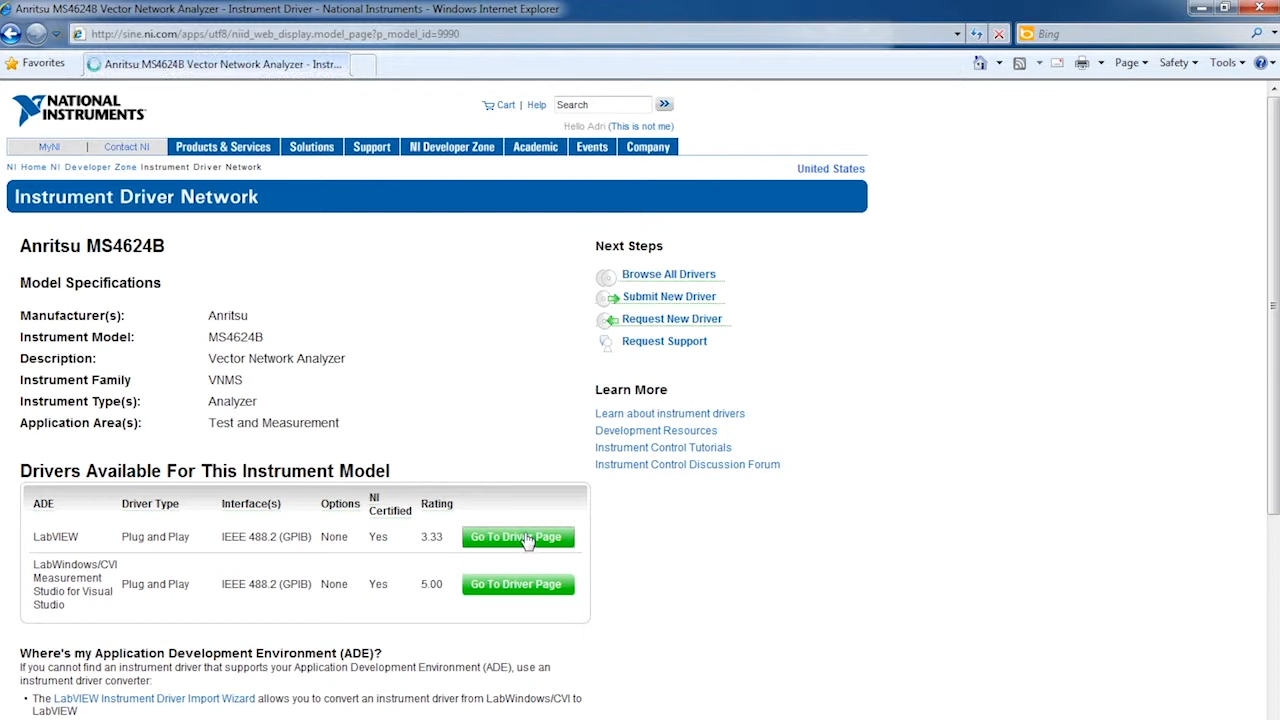 Anritsu MS4624B Vector Network Analyzer - Instrument Driver - National Instruments - Windows Internet Explorer
http://sine.ni.com/apps/utf8/niid_web_display.model_page?p_model_id=9990
Bing
Favorites
Anritsu MS4624B Vector Network Analyzer - Instr...
Page
Safety
Tools
NATIONAL
INSTRUMENTS
Cart | Help
Search
Hello Adri (This is not me)
MyNI | Contact NI
Products & Services
Solutions
Support
NI Developer Zone
Academic
Events
Company
NI Home NI Developer Zone Instrument Driver Network
United States
Instrument Driver Network
Anritsu MS4624B
Model Specifications
Manufacturer(s): Anritsu
Instrument Model: MS4624B
Description: Vector Network Analyzer
Instrument Family VNMS
Instrument Type(s): Analyzer
Application Area(s): Test and Measurement
Next Steps
Browse All Drivers
Submit New Driver
Request New Driver
Request Support
Learn More
Learn about instrument drivers
Development Resources
Instrument Control Tutorials
Instrument Control Discussion Forum
Drivers Available For This Instrument Model
ADE Driver Type Interface(s) Options NI Certified Rating
LabVIEW Plug and Play IEEE 488.2 (GPIB) None Yes 3.33 Go To Driver Page
LabWindows/CVI
Measurement
Studio for Visual
Studio
Plug and Play IEEE 488.2 (GPIB) None Yes 5.00 Go To Driver Page
Where's my Application Development Environment (ADE)?
If you cannot find an instrument driver that supports your Application Development Environment (ADE), use an
instrument driver converter:
• The LabVIEW Instrument Driver Import Wizard allows you to convert an instrument driver from LabWindows/CVI to
LabVIEW